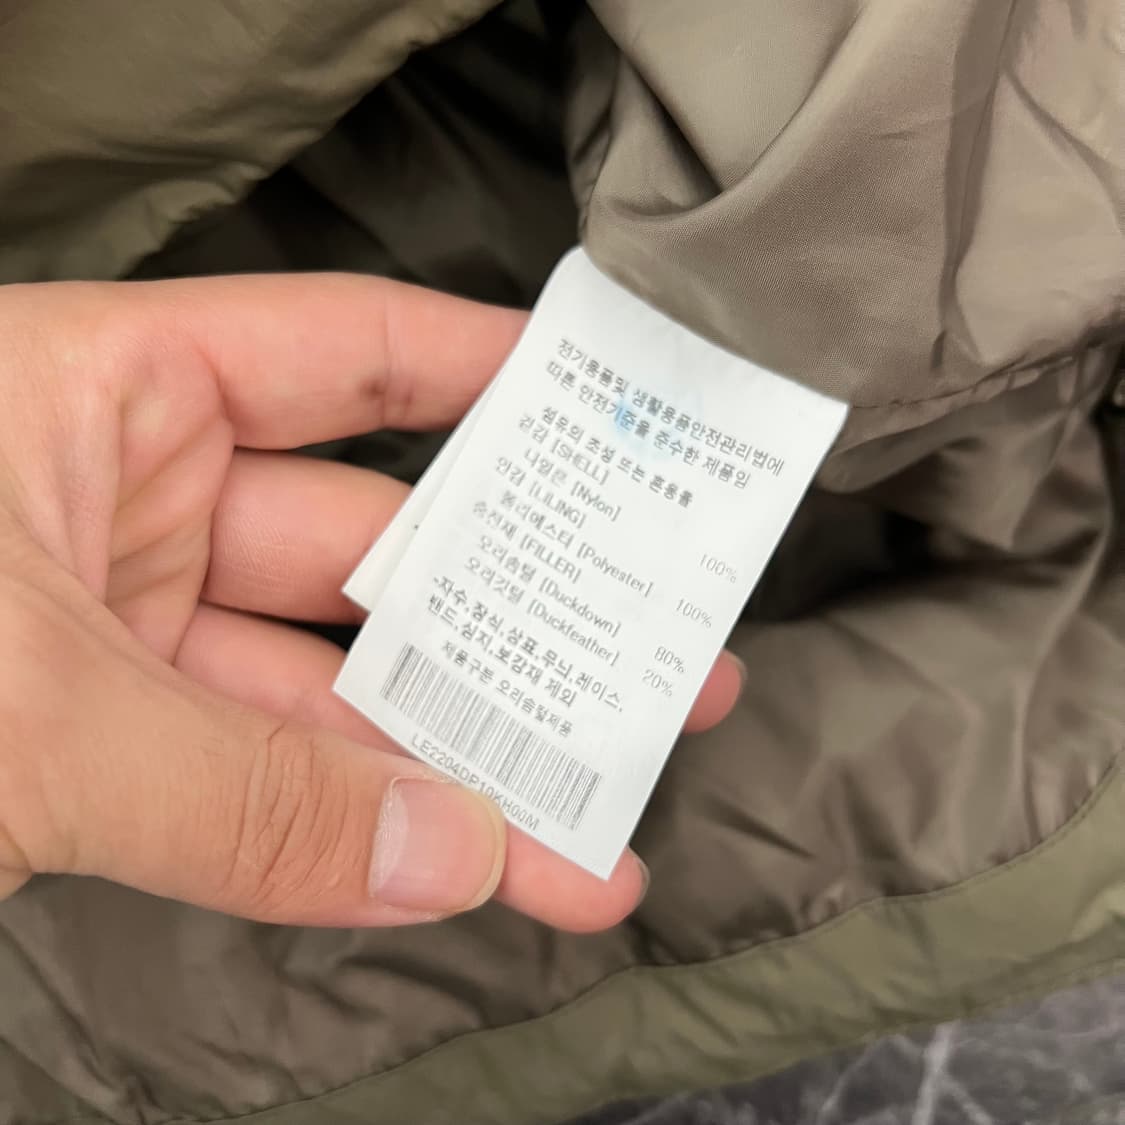 전기용품및 생활용품안전관리법에
따른 안전기준을 준수한 제품임
섬유의 조성 또는 혼용율
겉감 [SHELL]
나일론 [Nylon] 100%
안감 [LILING]
폴리에스터 [Polyester] 100%
충전재 [FILLER]
오리솜털 [Duckdown] 80%
오리깃털 [Duckfeather] 20%
-자수,장식,상표,무늬,레이스,
밴드,심지,보강재 제외
제품구분 오리솜털제품
LE2204DP10KH00M